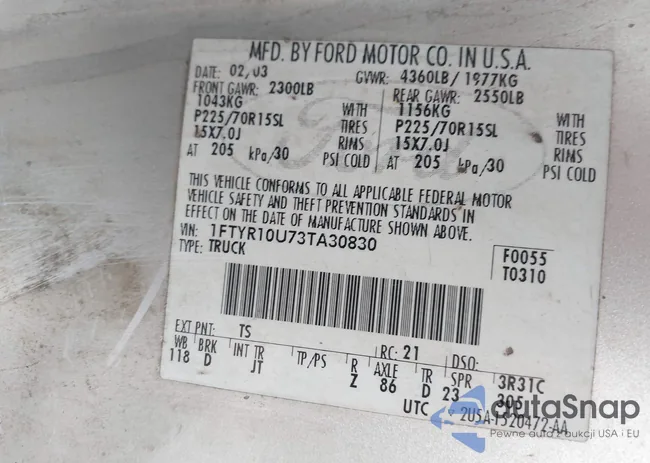 MFD. BY FORD MOTOR CO. IN U.S.A.
DATE: 02/03 GVWR: 4360LB/ 1977KG
FRONT GAWR: 2300LB REAR GAWR: 2550LB
1043KG WITH 1156KG WITH
P225/70R15SL TIRES P225/70R15SL TIRES
15X7.0J RIMS 15X7.0J RIMS
AT 205 kPa/30 PSI COLD AT 205 kPa/30 PSI COLD
Ford
THIS VEHICLE CONFORMS TO ALL APPLICABLE FEDERAL MOTOR
VEHICLE SAFETY AND THEFT PREVENTION STANDARDS IN
EFFECT ON THE DATE OF MANUFACTURE SHOWN ABOVE.
VIN: 1FTYR10U73TA30830 F0055
TYPE: TRUCK T0310
EXT PNT: TS RC: 21 DSO:
WB BRK INT TR TP/PS R AXLE TR SPR 3R31C
118 D JT Z 86 D 23 305
UTC 2U5A-1520472-AA
autoSnap
Pewne auta z aukcji USA i EU